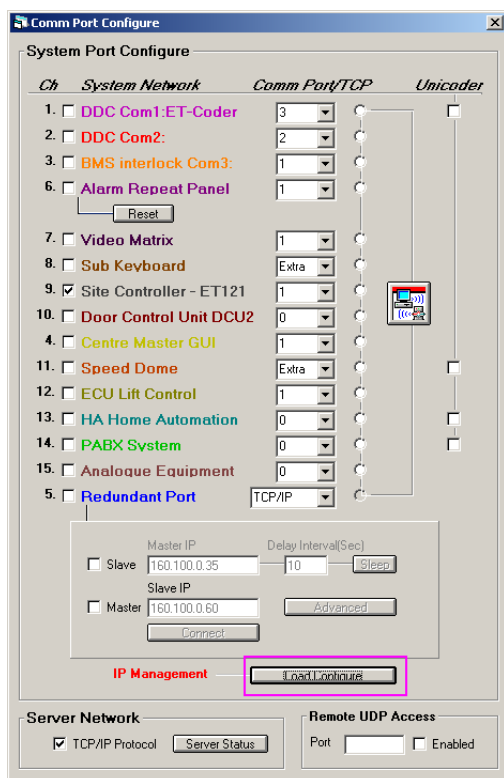 Comm Port Configure
System Port Configure
Ch System Network Comm Port/TCP Unicoder
1. DDC Com1:ET-Coder 3
2. DDC Com2: 2
3. BMS interlock Com3: 1
6. Alarm Repeat Panel 1
Reset
7. Video Matrix 1
8. Sub Keyboard Extra
9. Site Controller - ET121 1
10. Door Control Unit DCU2 0
4. Centre Master GUI 1
11. Speed Dome Extra
12. ECU Lift Control 1
13. HA Home Automation 0
14. PABX System 0
15. Analogue Equipment 0
5. Redundant Port TCP/IP
Master IP Delay Interval(Sec)
Slave 160.100.0.35 10 Sleep
Slave IP
Master 160.100.0.60 Advanced
Connect
IP Management Load Configure
Server Network Remote UDP Access
TCP/IP Protocol Server Status Port Enabled